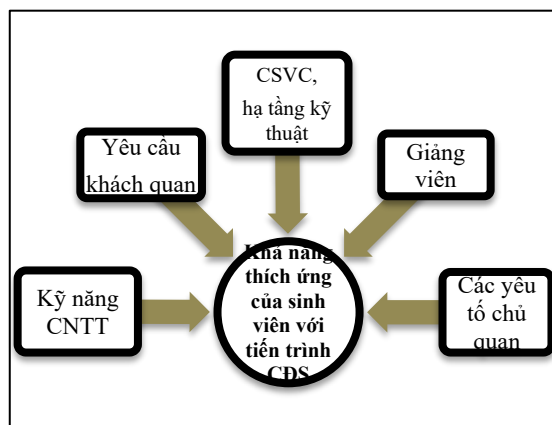 CSVC,
hạ tầng kỹ
thuật
Yêu cầu
khách quan
Giảng
viên
Kỹ năng
CNTT
Khả năng
thích ứng
của sinh
viên với
tiến trình
CĐS
Các yêu
tố chủ
quan